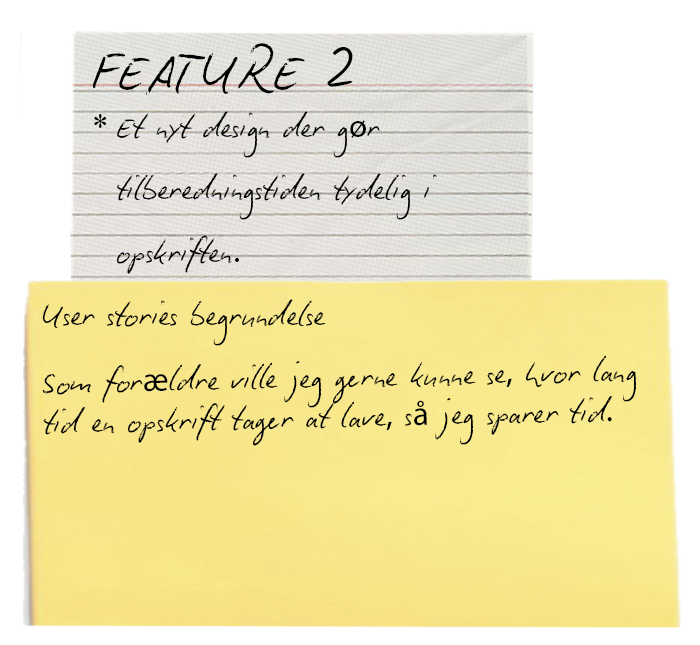 FEATURE 2
* Et nyt design der gør
tilberedningstiden tydelig i
opskriften.
User stories begrundelse
Som forældre ville jeg gerne kunne se, hvor lang
tid en opskrift tager at lave, så jeg sparer tid.